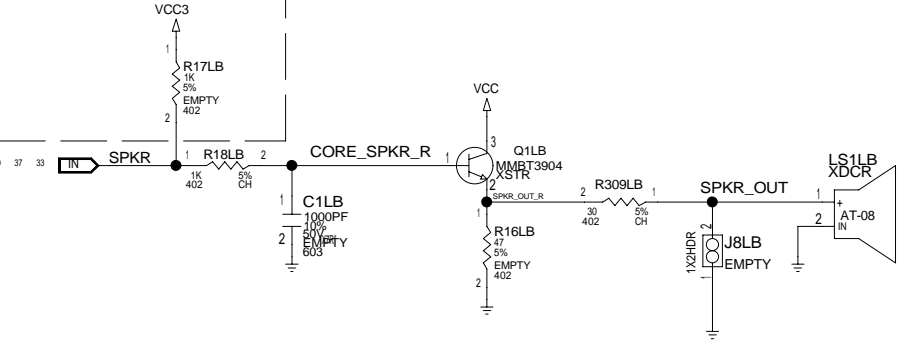 VCC3
1
R17LB
1K
5%
EMPTY
402
2
37 33
IN
SPKR
1
R18LB
2
1K
402
5%
CH
CORE_SPKR_R
1
C1LB
1000PF
10%
50V
EMPTY
603
2
VCC
3
1
Q1LB
MMBT3904
XSTR
2
SPKR_OUT_R
1
R16LB
47
5%
EMPTY
402
2
2
R309LB
1
30
402
5%
CH
SPKR_OUT
2
1X2HDR
J8LB
EMPTY
1
LS1LB
XDCR
1
+
2
AT-08
IN